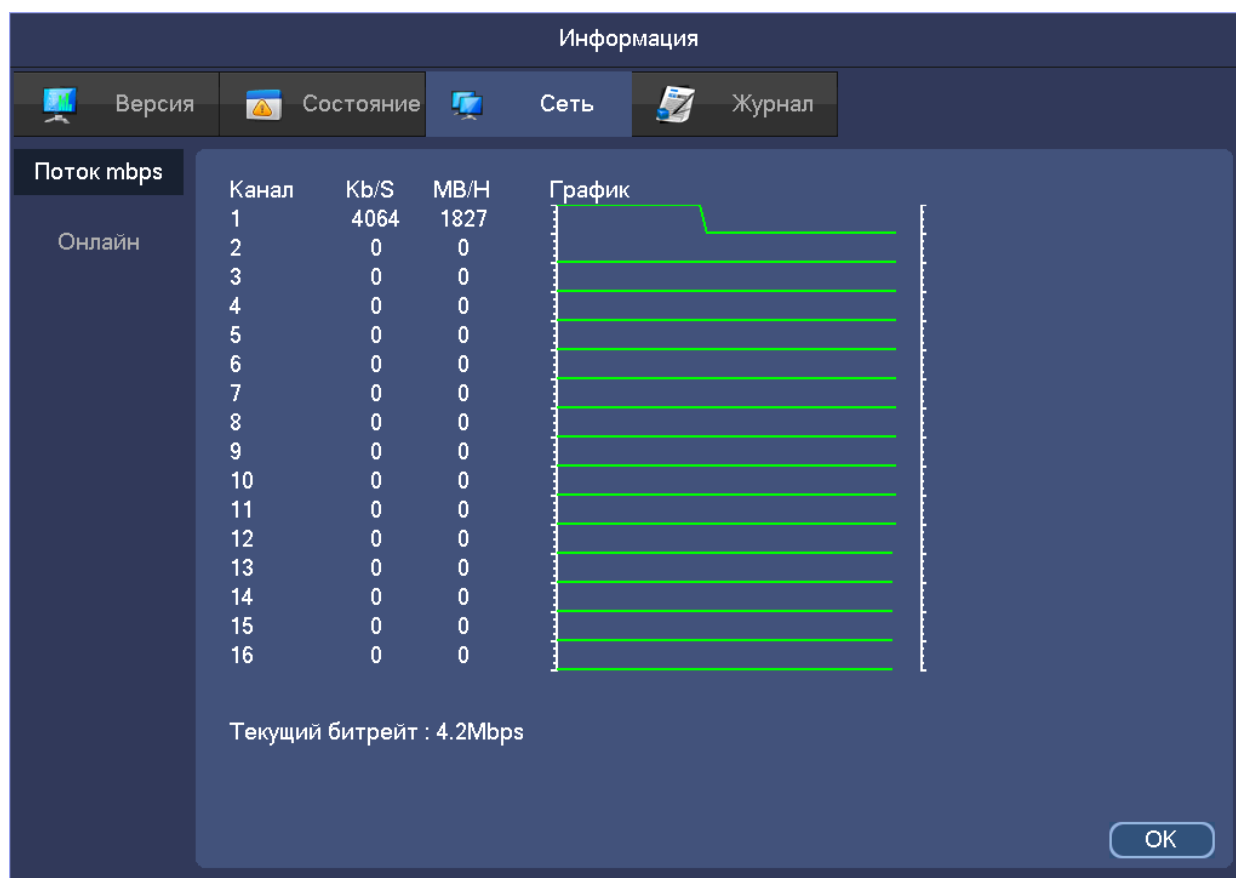 Информация
Версия Состояние Сеть Журнал
Поток mbps
Онлайн
Канал Kb/S MB/H График
1 4064 1827
2 0 0
3 0 0
4 0 0
5 0 0
6 0 0
7 0 0
8 0 0
9 0 0
10 0 0
11 0 0
12 0 0
13 0 0
14 0 0
15 0 0
16 0 0
Текущий битрейт : 4.2Mbps
OK